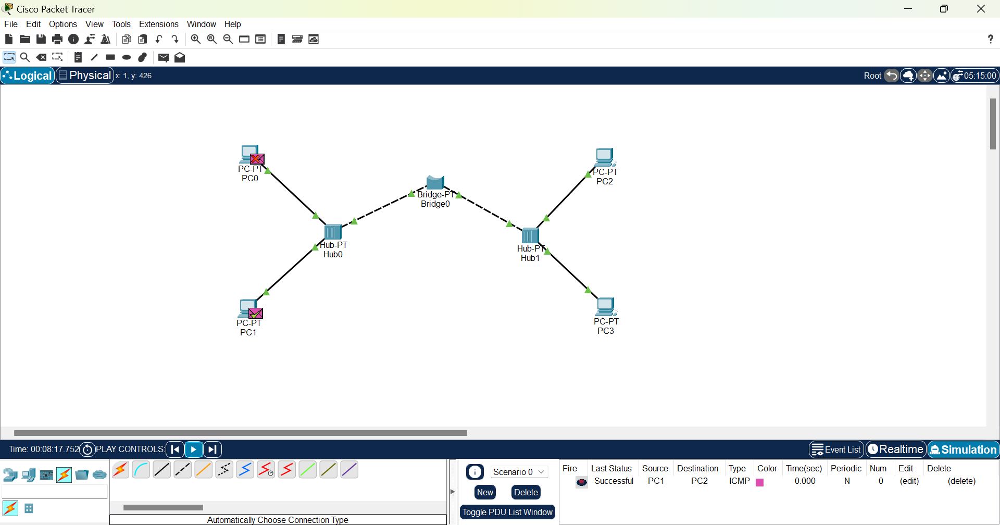 Cisco Packet Tracer
File Edit Options View Tools Extensions Window Help
Logical Physical x: 1, y: 426 Root 05:15:00
PC-PT
PC0
PC-PT
PC2
Bridge-PT
Bridge0
Hub-PT
Hub0
Hub-PT
Hub1
PC-PT
PC1
PC-PT
PC3
Time: 00:08:17.752 PLAY CONTROLS: Event List Realtime Simulation
Scenario 0
New Delete
Toggle PDU List Window
Fire Last Status Source Destination Type Color Time(sec) Periodic Num Edit Delete
Successful PC1 PC2 ICMP 0.000 N 0 (edit) (delete)
Automatically Choose Connection Type